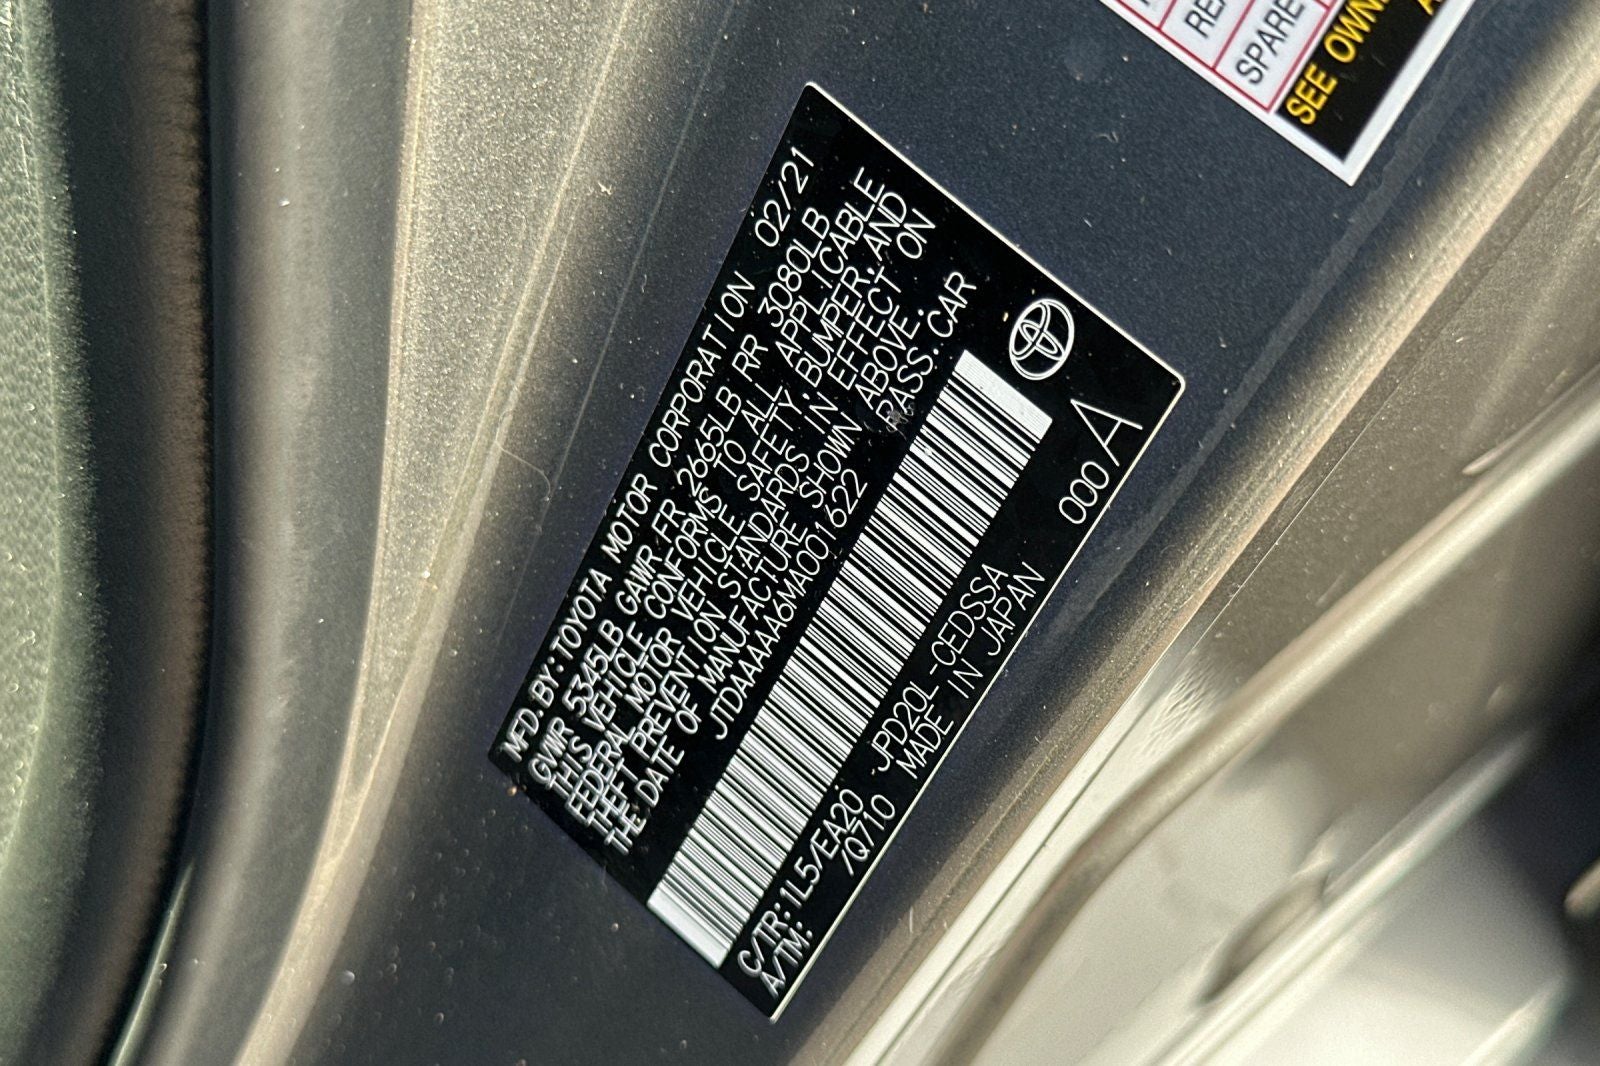 SPARE
SEE OWN
MFD. BY: TOYOTA MOTOR CORPORATION 02/21
GVWR 5345LB GAWR FR 2665LB RR 3080LB
THIS VEHICLE CONFORMS TO ALL APPLICABLE
FEDERAL MOTOR VEHICLE SAFETY, BUMPER, AND
THEFT PREVENTION STANDARDS IN EFFECT ON
THE DATE OF MANUFACTURE SHOWN ABOVE.
JTDAAAAA6MA001622 PASS. CAR
C/TR: 1L5/EA20 JPD20L-CEDSSA 000 A
A/TM: /Q710 MADE IN JAPAN